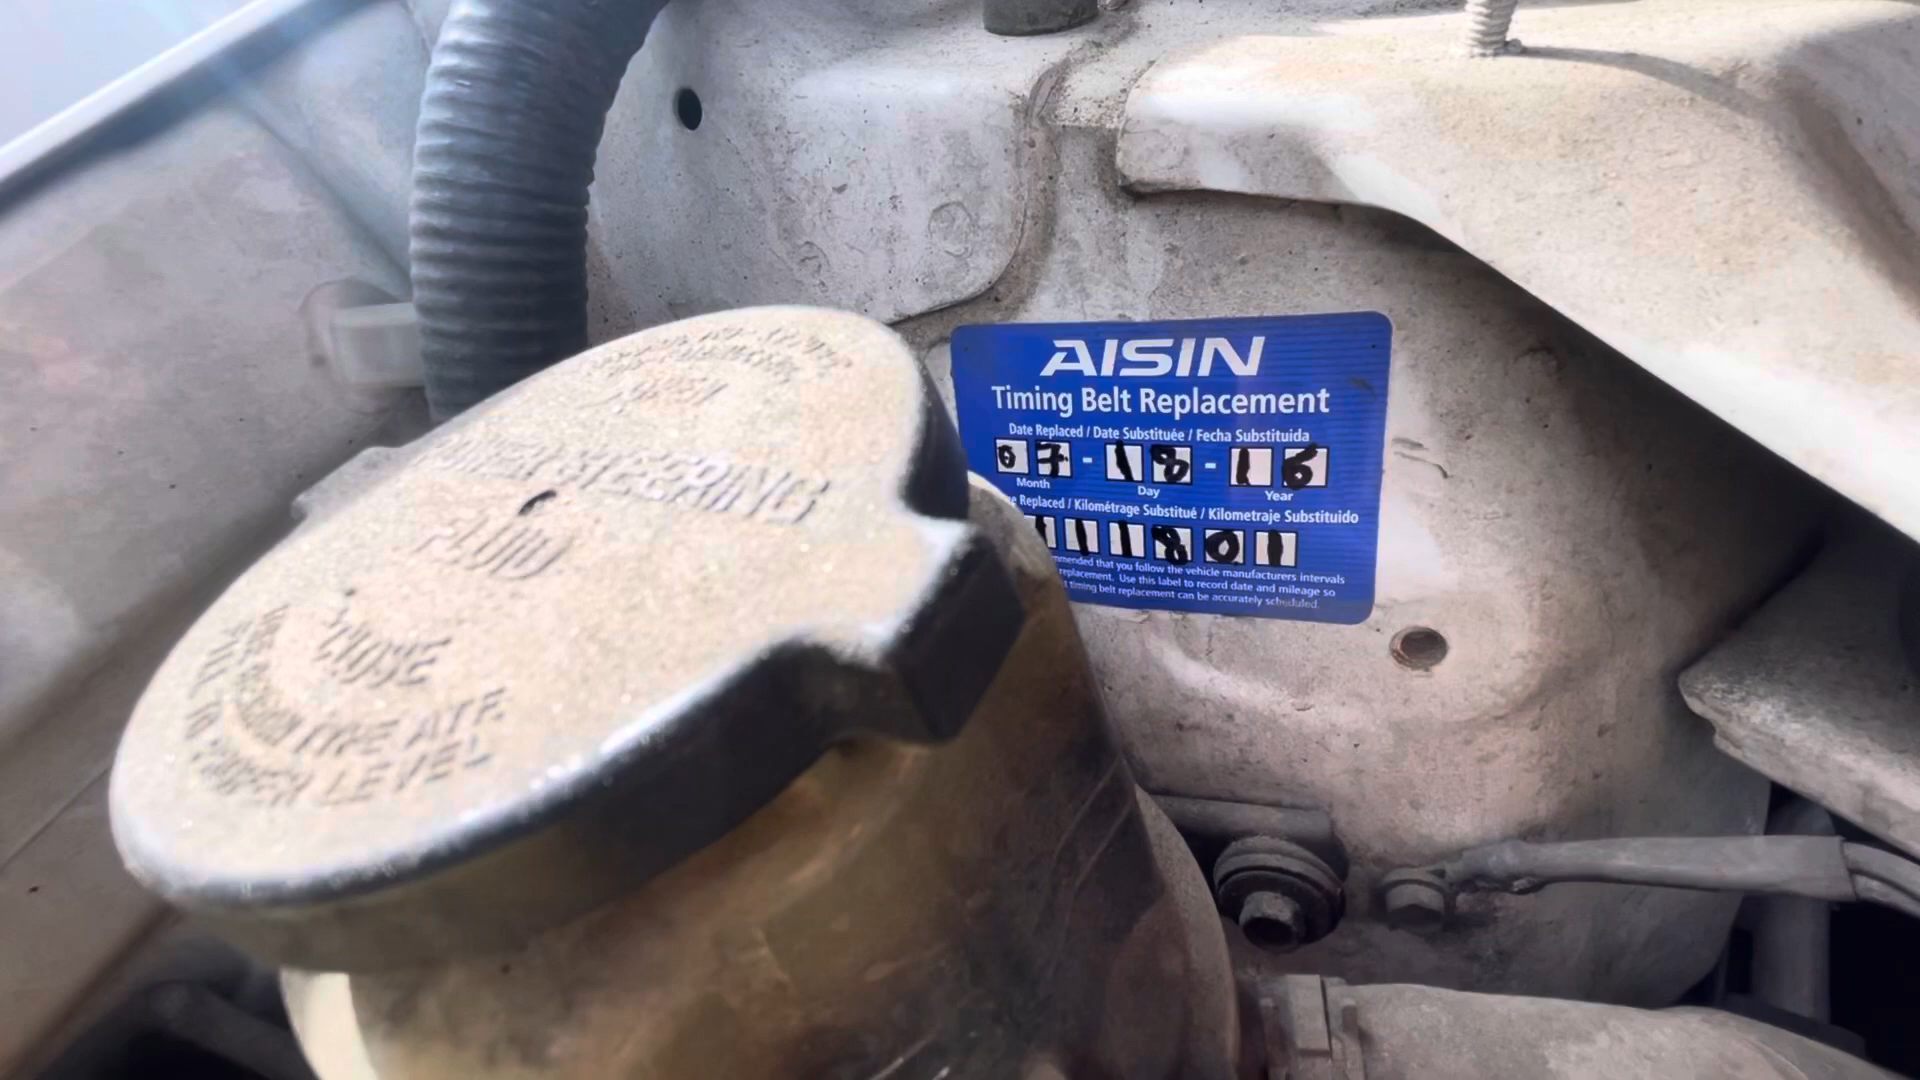 AISIN
Timing Belt Replacement
Date Replaced / Date Substituée / Fecha Substituida
07-18-16
Month Day Year
Replaced / Kilométrage Substitué / Kilometraje Substituido
111801
that you follow the vehicle manufacturers intervals
replacement. Use this label to record date and mileage so
timing belt replacement can be accurately scheduled.
OPEN
POWER STEERING
FLUID
CLOSE
TYPE ATF.
FILL TO PROPER LEVEL